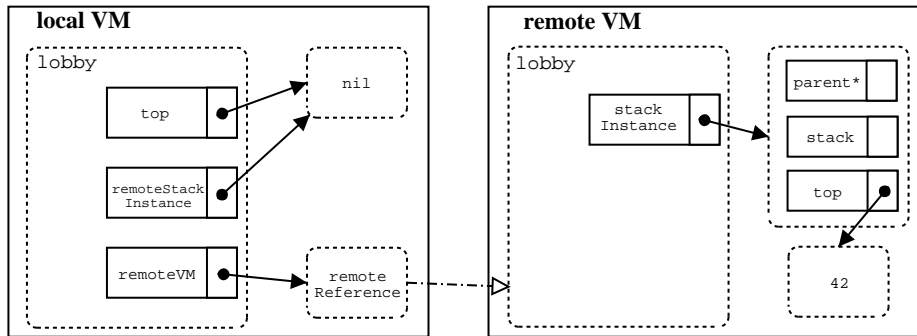 local VM
lobby
top
nil
remoteStack
Instance
remoteVM
remote
Reference
remote VM
lobby
stack
Instance
parent*
stack
top
42